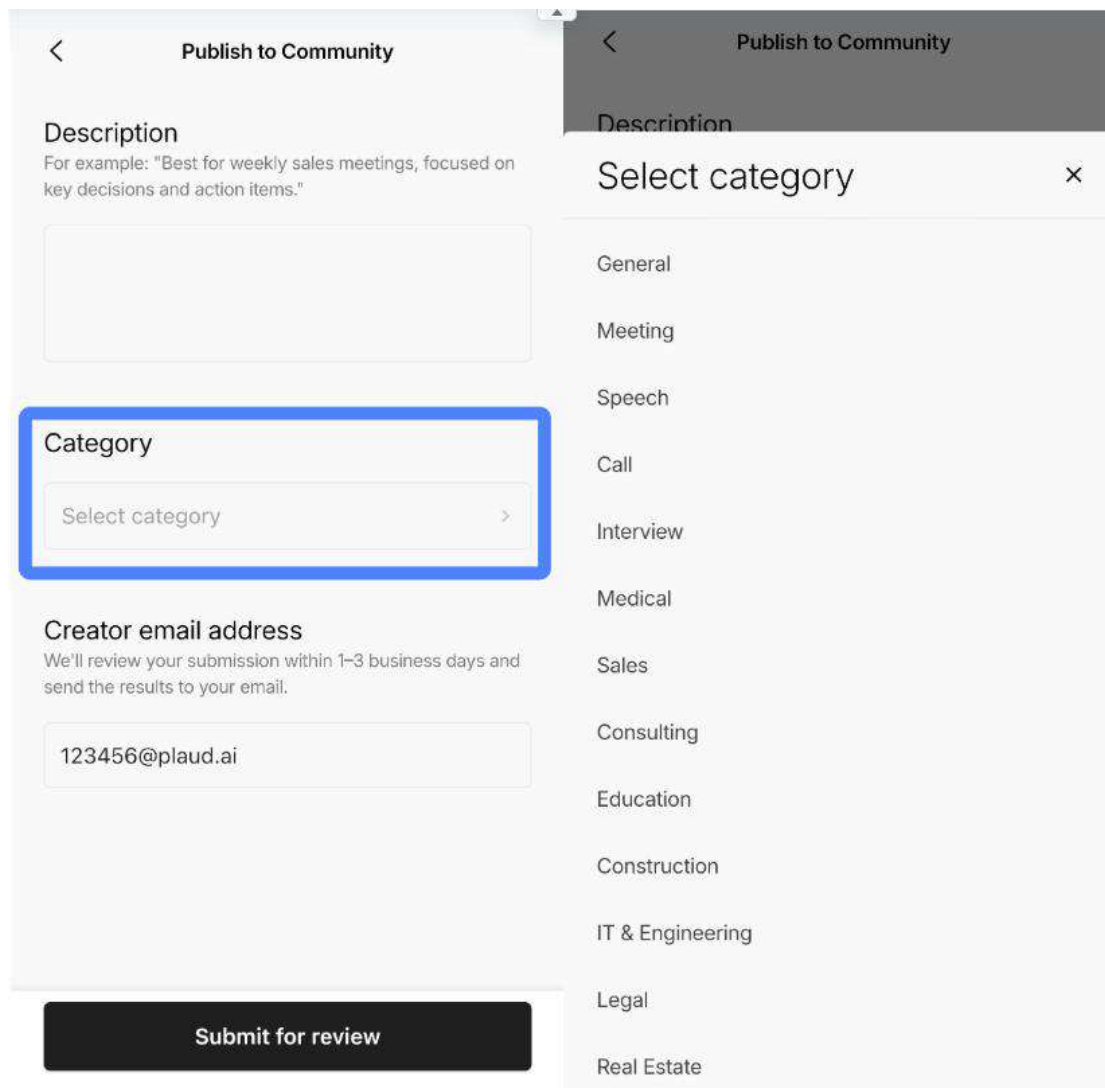 Publish to Community
Description
For example: "Best for weekly sales meetings, focused on
key decisions and action items."
Category
Select category
Creator email address
We'll review your submission within 1–3 business days and
send the results to your email.
123456@plaud.ai
Submit for review
Publish to Community
Description
Select category
General
Meeting
Speech
Call
Interview
Medical
Sales
Consulting
Education
Construction
IT & Engineering
Legal
Real Estate